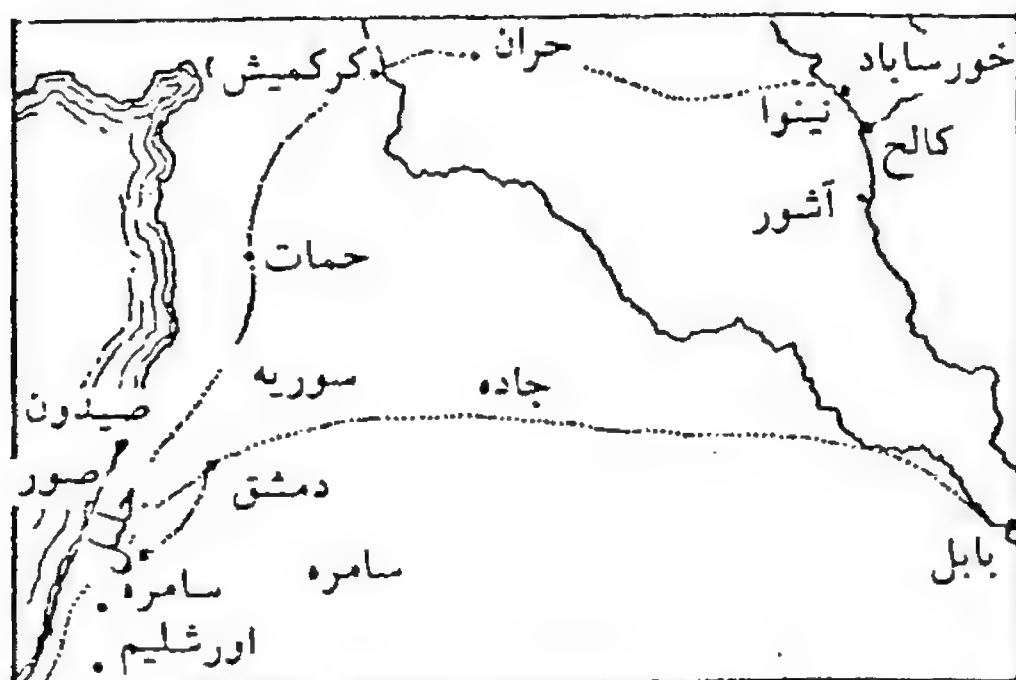 حران
خورساباد
کرکمیش
نینوا
کالح
آشور
حمات
سوریه
جاده
صیدون
صور
دمشق
بابل
سامره
سامره
اورشلیم